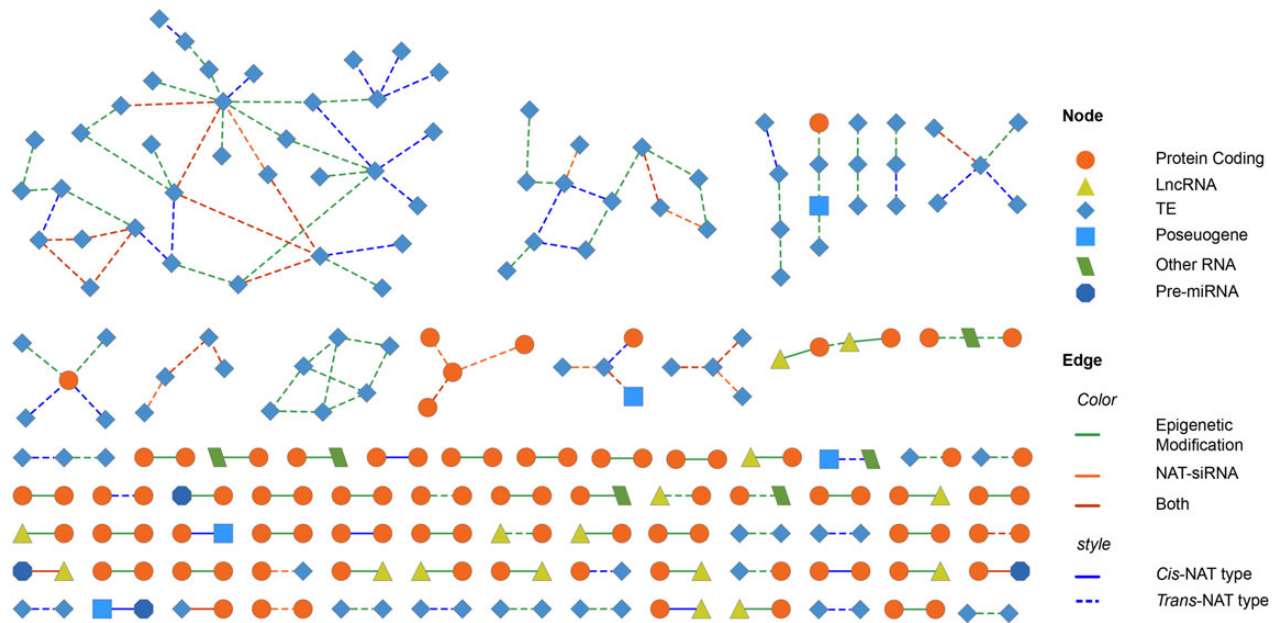 Node
Protein Coding
LncRNA
TE
Poseuogene
Other RNA
Pre-miRNA
Edge
Color
Epigenetic
Modification
NAT-siRNA
Both
style
Cis-NAT type
Trans-NAT type